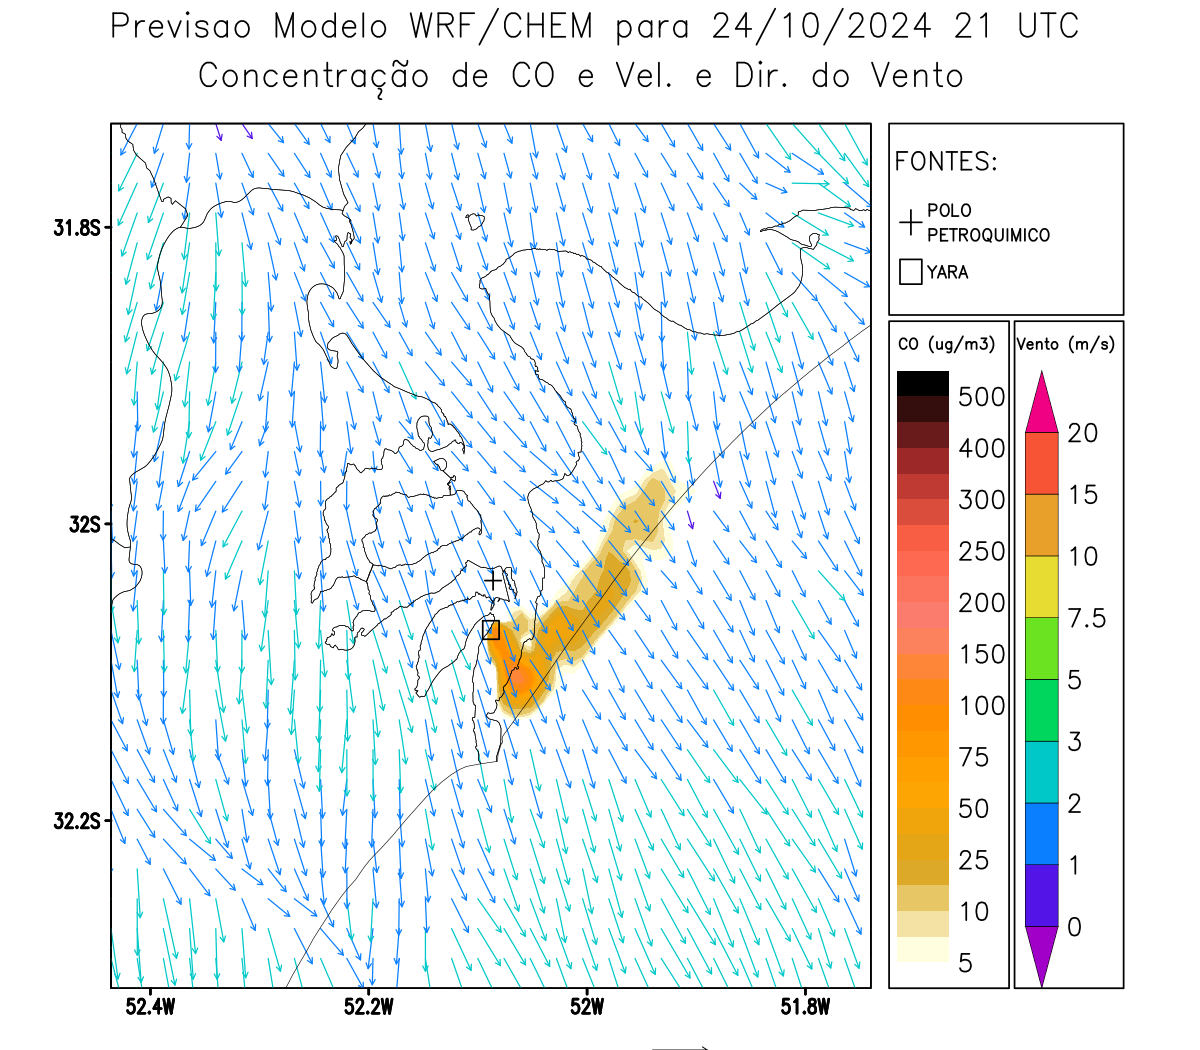 Previsao Modelo WRF/CHEM para 24/10/2024 21 UTC
Concentração de CO e Vel. e Dir. do Vento
FONTES:
POLO
PETROQUIMICO
YARA
CO (ug/m3)
500
400
300
250
200
150
100
75
50
25
10
5
Vento (m/s)
20
15
10
7.5
5
3
2
1
0
31.8S
32S
32.2S
52.4W
52.2W
52W
51.8W